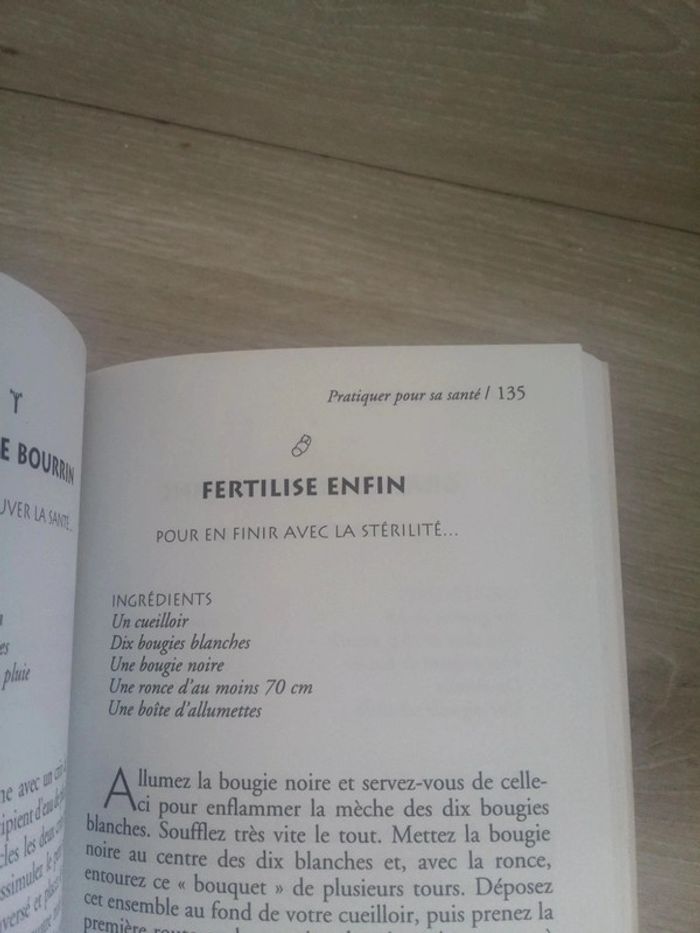 E BOURRIN
UVER LA SANTÉ...
es
pluie
Pratiquer pour sa santé / 135
FERTILISE ENFIN
POUR EN FINIR AVEC LA STÉRILITÉ...
INGRÉDIENTS
Un cueilloir
Dix bougies blanches
Une bougie noire
Une ronce d'au moins 70 cm
Une boîte d'allumettes
Allumez la bougie noire et servez-vous de celle-
ci pour enflammer la mèche des dix bougies
blanches. Soufflez très vite le tout. Mettez la bougie
noire au centre des dix blanches et, avec la ronce,
entourez ce « bouquet » de plusieurs tours. Déposez
cet ensemble au fond de votre cueilloir, puis prenez la
première